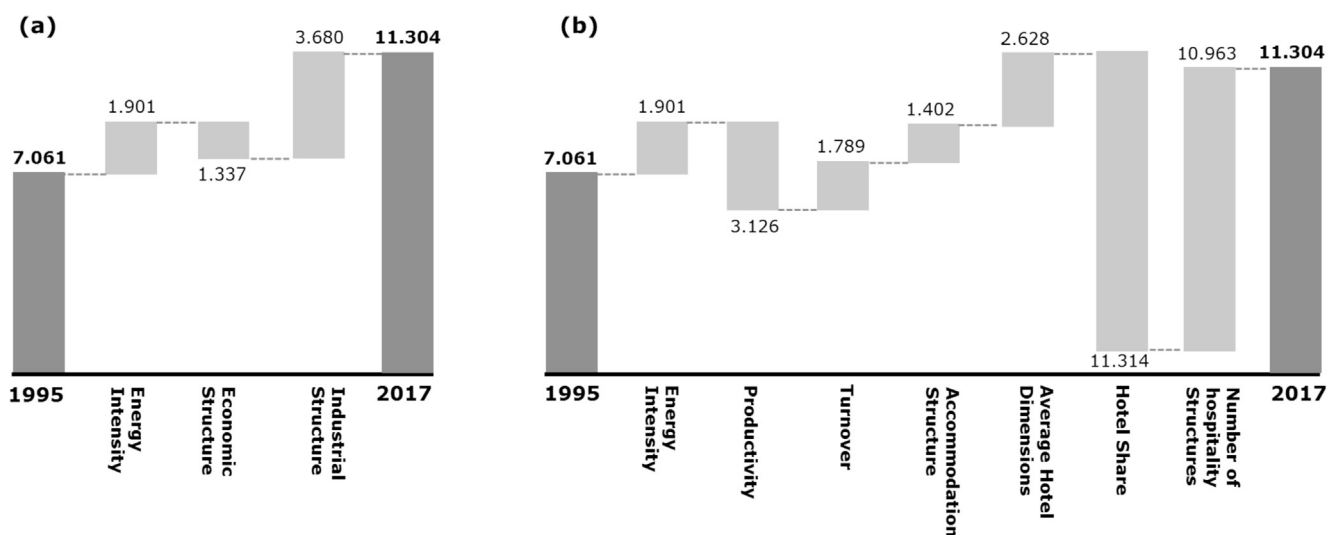 (a)
3.680
11.304
1.901
7.061
1.337
1995
Energy
Intensity
Economic
Structure
Industrial
Structure
2017
(b)
2.628
10.963
11.304
1.901
1.402
7.061
1.789
3.126
11.314
1995
Energy
Intensity
Productivity
Turnover
Accommodation
Structure
Average Hotel
Dimensions
Hotel Share
Number of
hospitality
Structures
2017